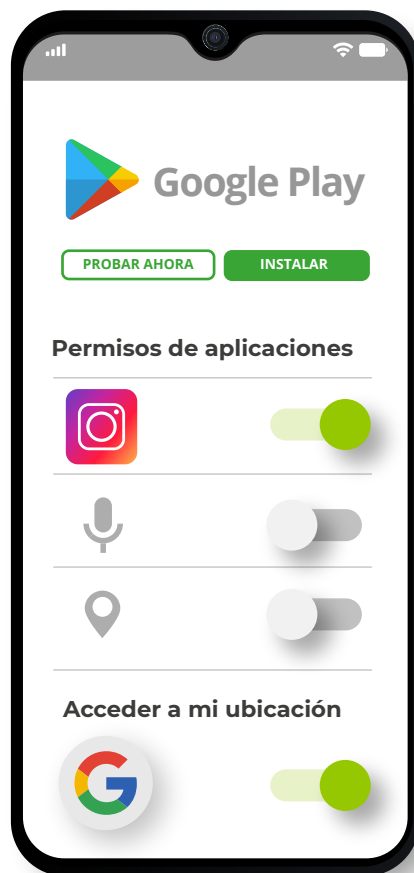 Google Play
PROBAR AHORA
INSTALAR
Permisos de aplicaciones
Acceder a mi ubicación